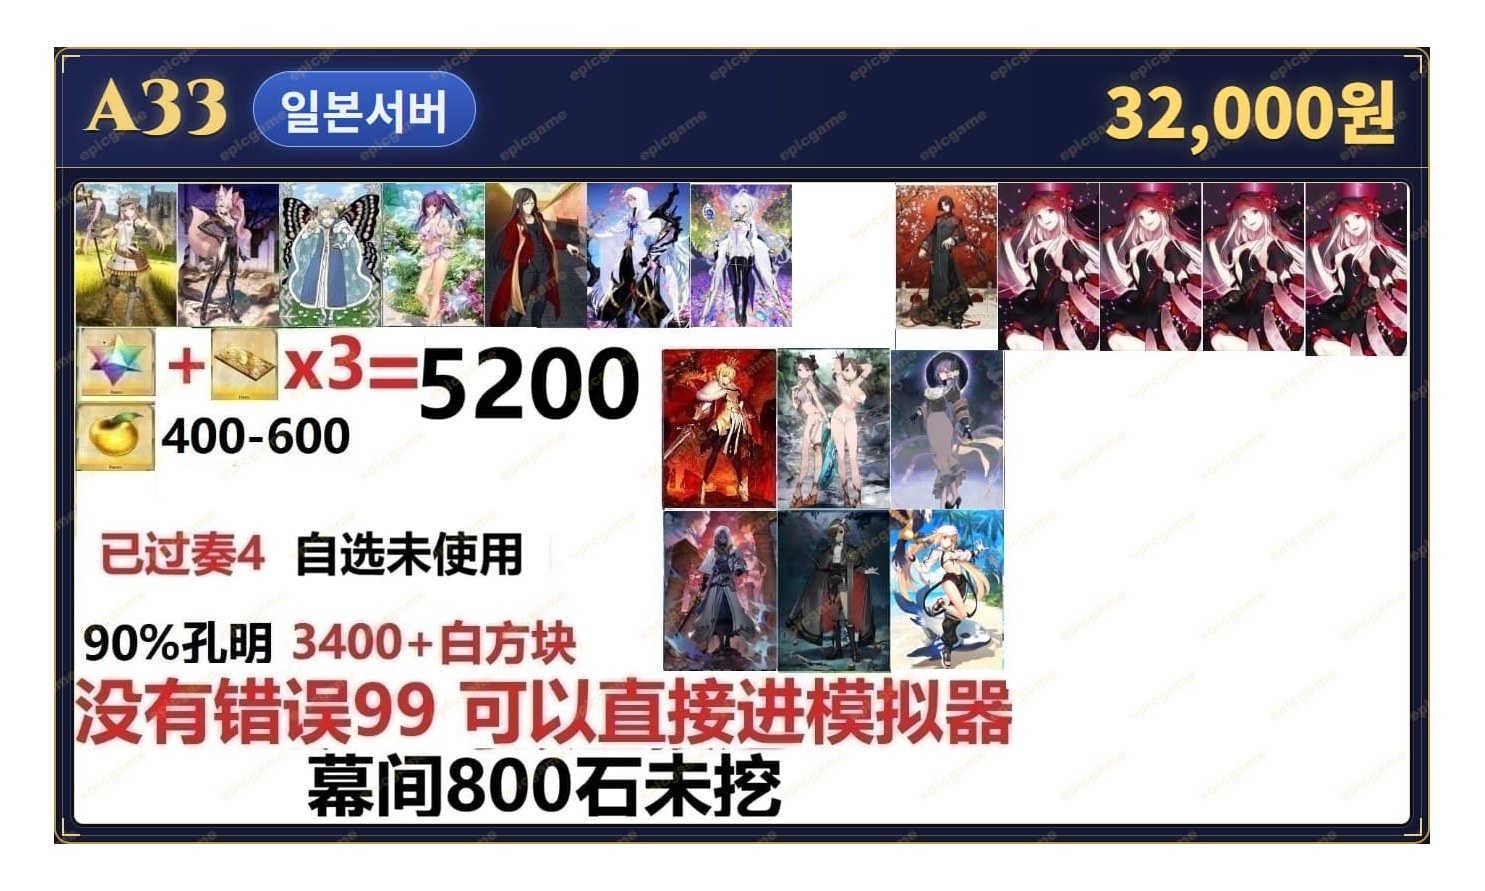 A33 일본서버 32,000원
+ x3=5200
400-600
已过奏4 自选未使用
90%孔明 3400+白方块
没有错误99 可以直接进模拟器
幕间800石未挖
epicgame